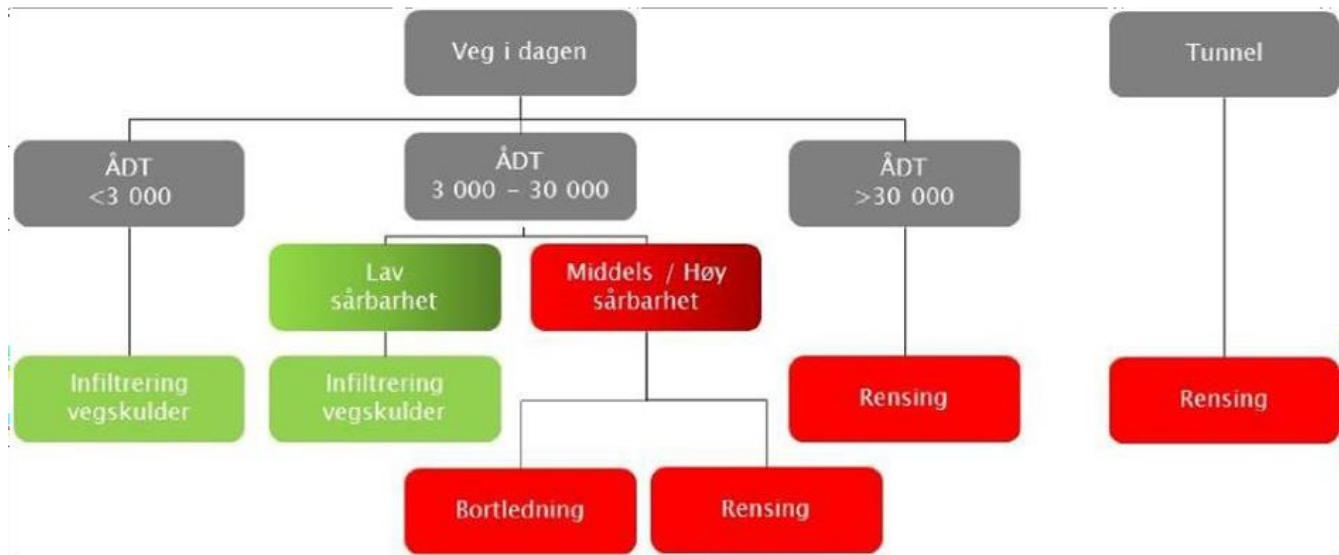 Veg i dagen
Tunnel
ÅDT
<3 000
ÅDT
3 000 – 30 000
ÅDT
>30 000
Lav
sårbarhet
Middels / Høy
sårbarhet
Infiltrering
vegskulder
Infiltrering
vegskulder
Rensing
Rensing
Bortledning
Rensing